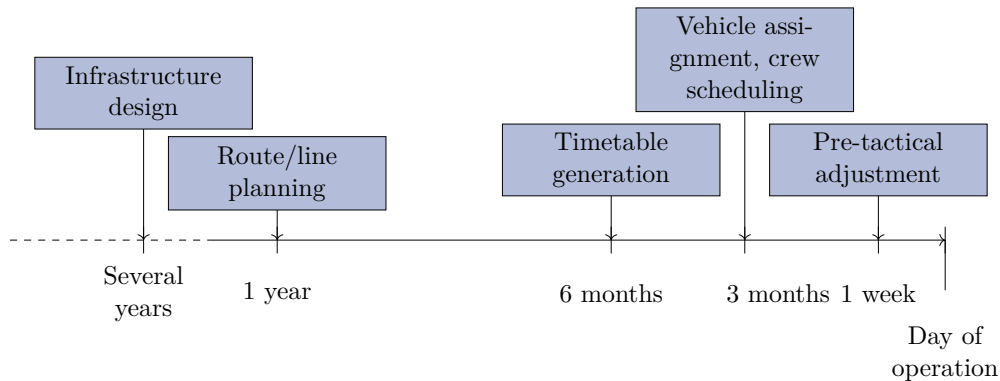 Infrastructure
design
Route/line
planning
Timetable
generation
Vehicle assi-
gnment, crew
scheduling
Pre-tactical
adjustment
Several
years
1 year
6 months
3 months
1 week
Day of
operation